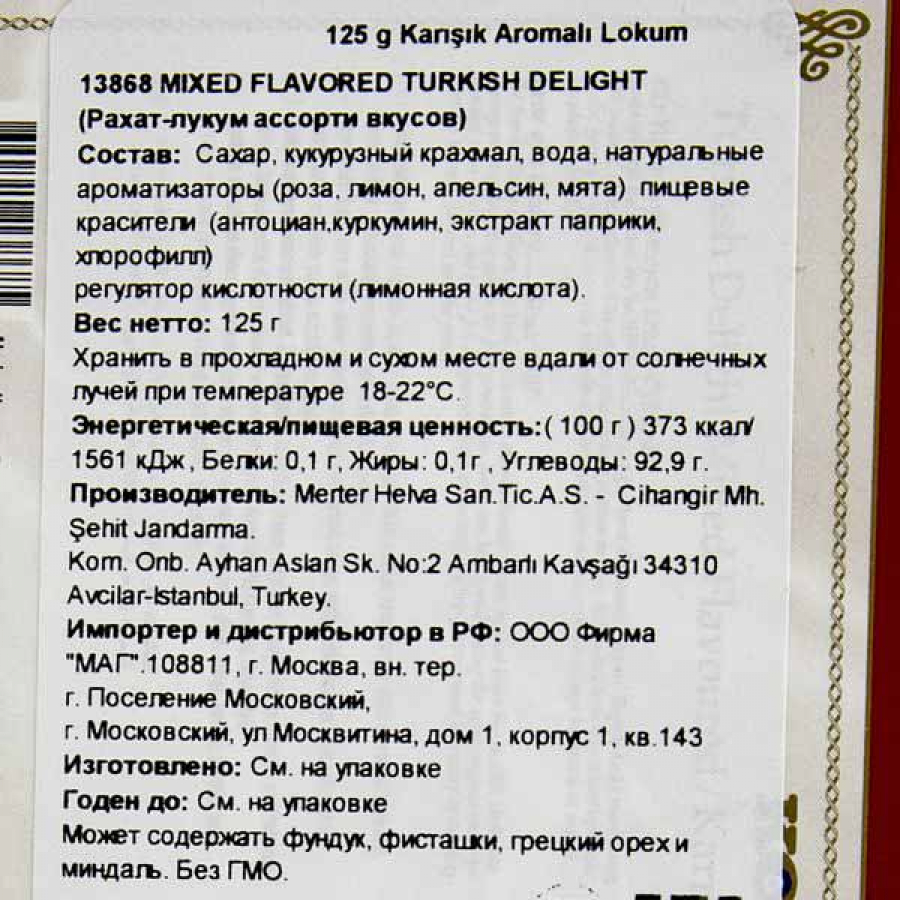 125 g Karışık Aromalı Lokum
13868 MIXED FLAVORED TURKISH DELIGHT
(Рахат-лукум ассорти вкусов)
Состав: Сахар, кукурузный крахмал, вода, натуральные
ароматизаторы (роза, лимон, апельсин, мята) пищевые
красители (антоциан,куркумин, экстракт паприки,
хлорофилл)
регулятор кислотности (лимонная кислота).
Вес нетто: 125 г
Хранить в прохладном и сухом месте вдали от солнечных
лучей при температуре 18-22°С.
Энергетическая/пищевая ценность:( 100 г ) 373 ккал/
1561 кДж, Белки: 0,1 г, Жиры: 0,1г , Углеводы: 92,9 г.
Производитель: Merter Helva San.Tic.A.S. - Cihangir Mh.
Şehit Jandarma.
Kom. Onb. Ayhan Aslan Sk. No:2 Ambarlı Kavşağı 34310
Avcilar-Istanbul, Turkey.
Импортер и дистрибьютор в РФ: ООО Фирма
"МАГ".108811, г. Москва, вн. тер.
г. Поселение Московский,
г. Московский, ул Москвитина, дом 1, корпус 1, кв.143
Изготовлено: См. на упаковке
Годен до: См. на упаковке
Может содержать фундук, фисташки, грецкий орех и
миндаль. Без ГМО.